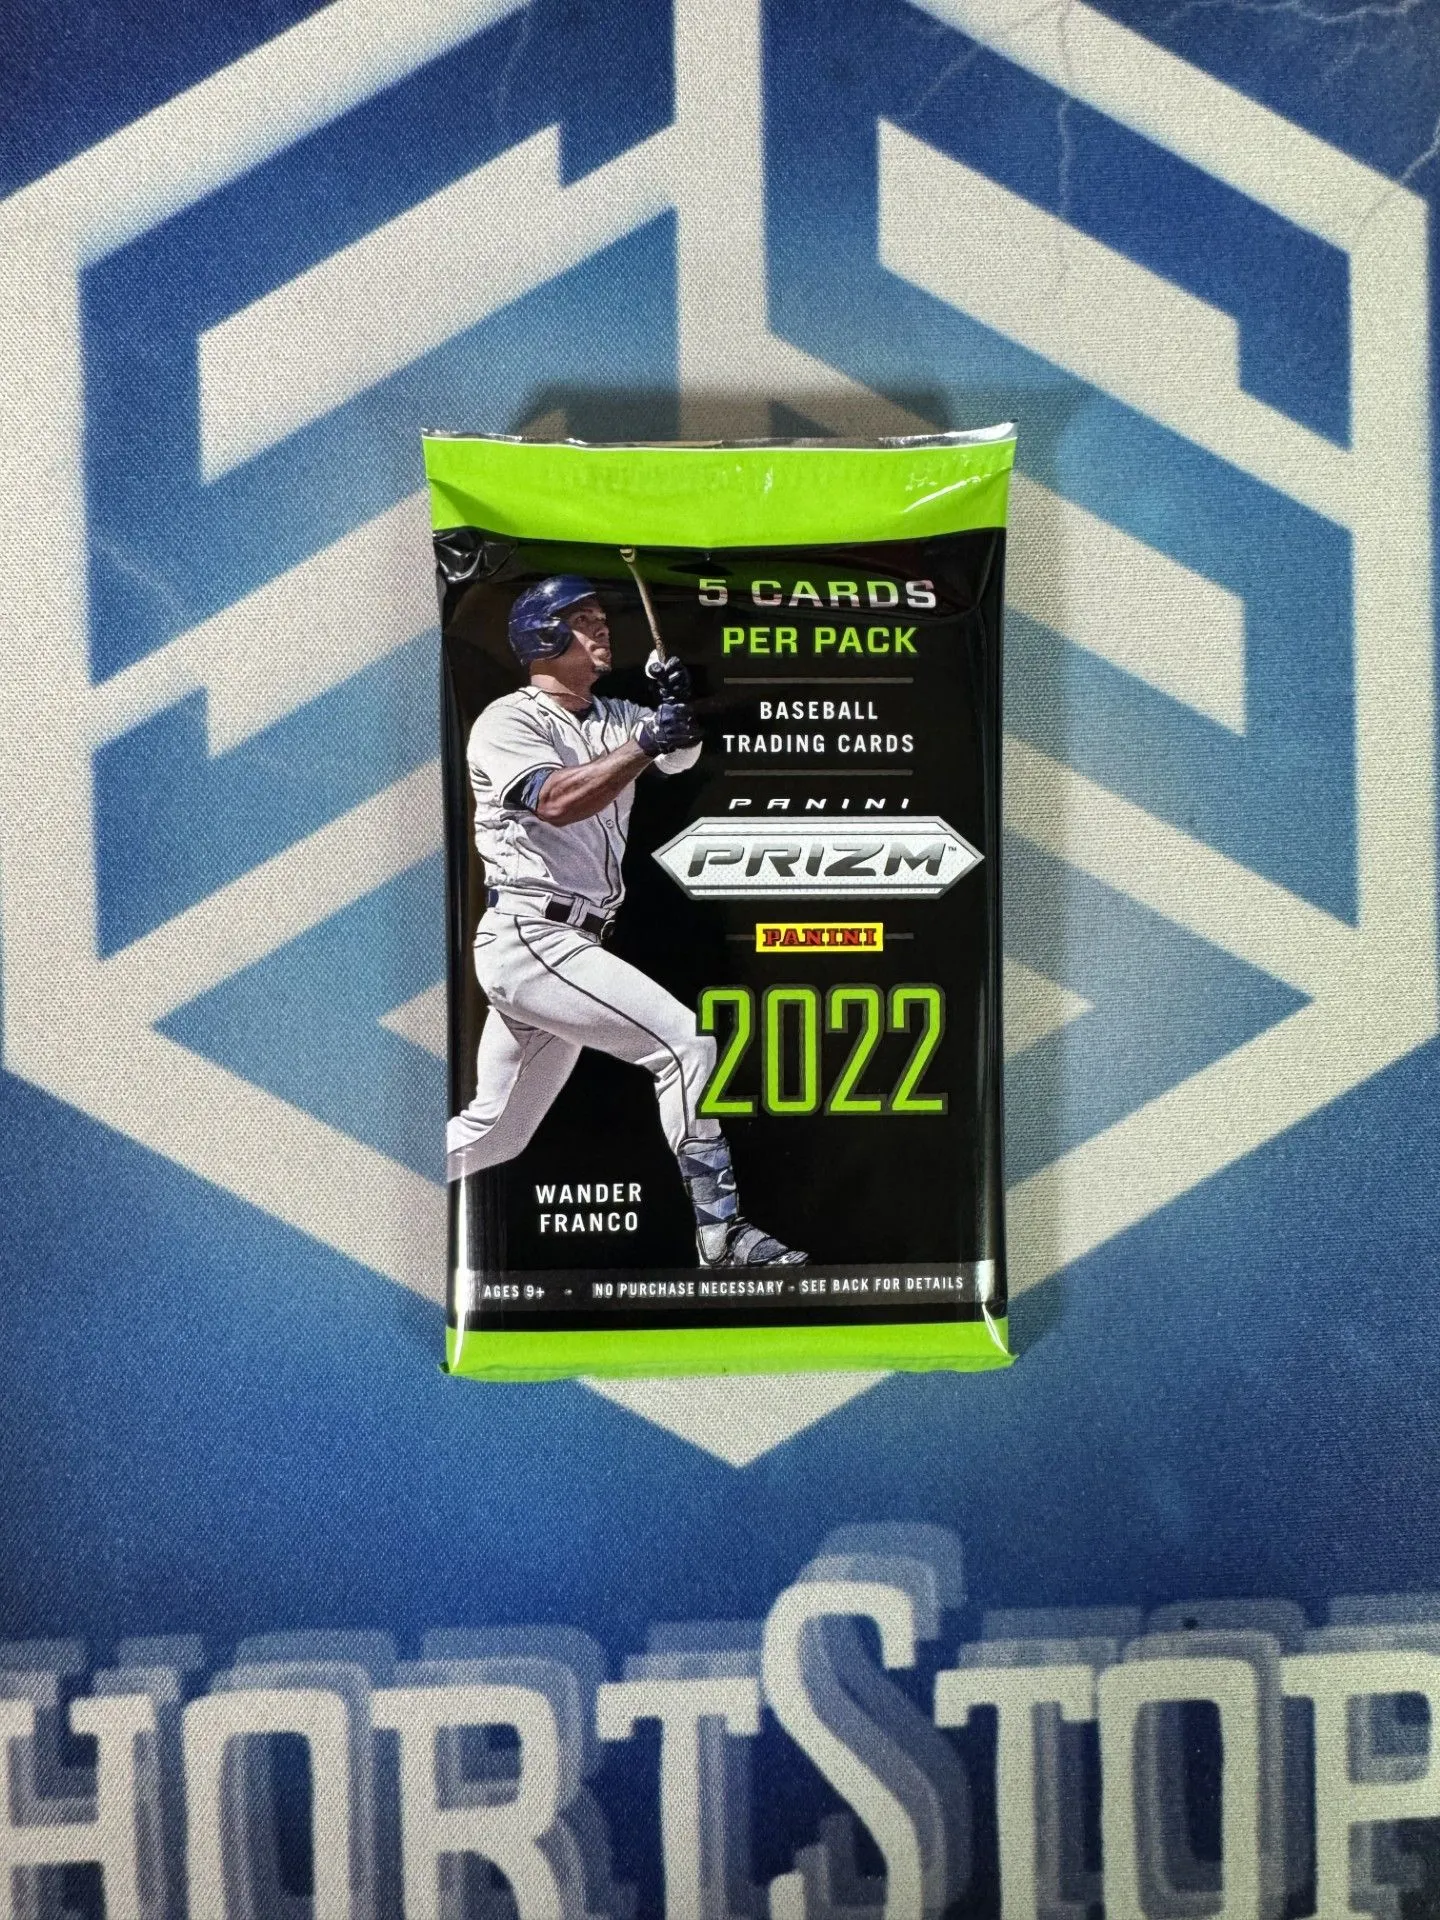 5 CARDS
PER PACK
BASEBALL
TRADING CARDS
PANINI
PRIZM™
PANINI
2022
WANDER
FRANCO
AGES 9+ - NO PURCHASE NECESSARY - SEE BACK FOR DETAILS
HORTSTOP